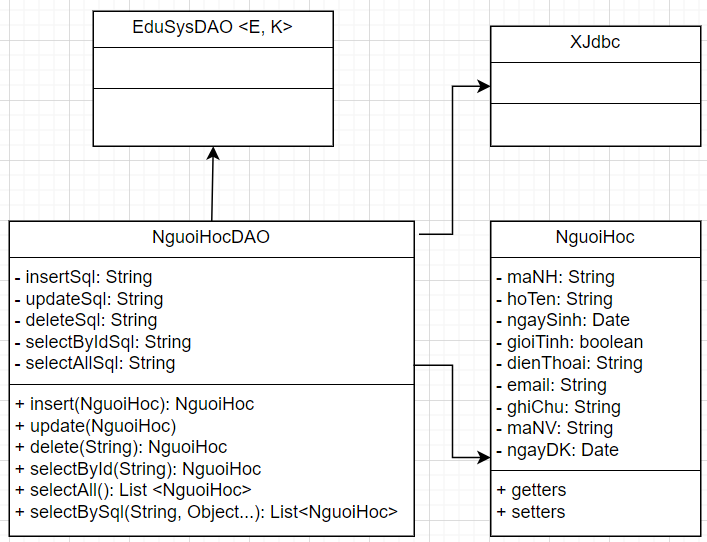 EduSysDAO <E, K>
XJdbc
NguoiHocDAO
- insertSql: String
- updateSql: String
- deleteSql: String
- selectByIdSql: String
- selectAllSql: String
+ insert(NguoiHoc): NguoiHoc
+ update(NguoiHoc)
+ delete(String): NguoiHoc
+ selectById(String): NguoiHoc
+ selectAll(): List <NguoiHoc>
+ selectBySql(String, Object...): List<NguoiHoc>
NguoiHoc
- maNH: String
- hoTen: String
- ngaySinh: Date
- gioiTinh: boolean
- dienThoai: String
- email: String
- ghiChu: String
- maNV: String
- ngayDK: Date
+ getters
+ setters